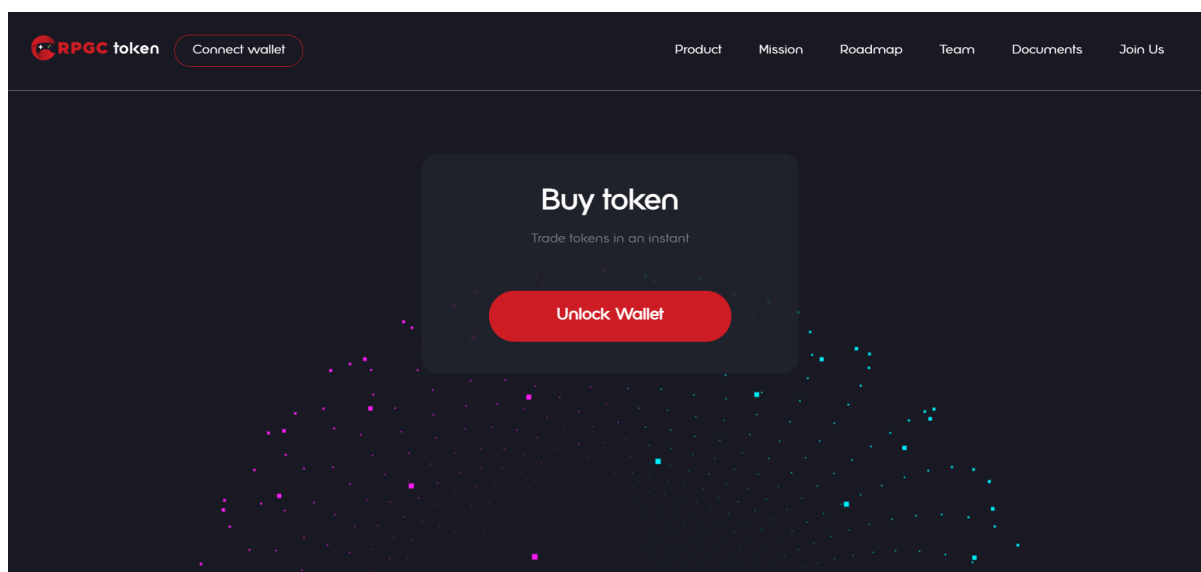 RPGC token Connect wallet Product Mission Roadmap Team Documents Join Us
Buy token
Trade tokens in an instant
Unlock Wallet